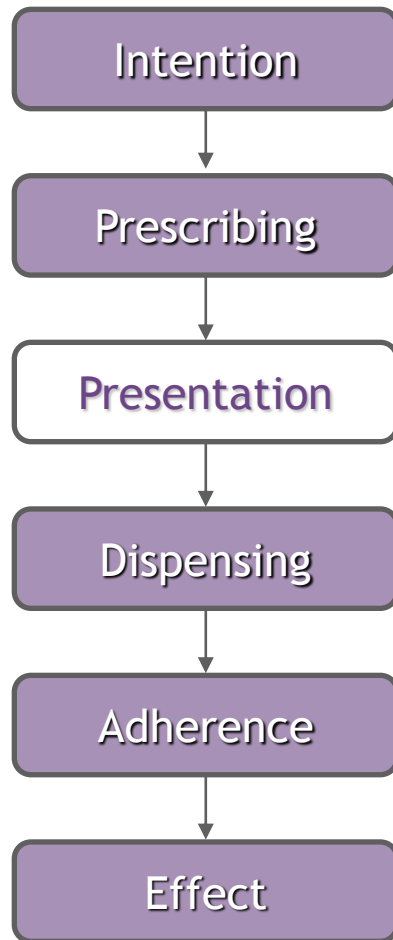 Intention
Prescribing
Presentation
Dispensing
Adherence
Effect